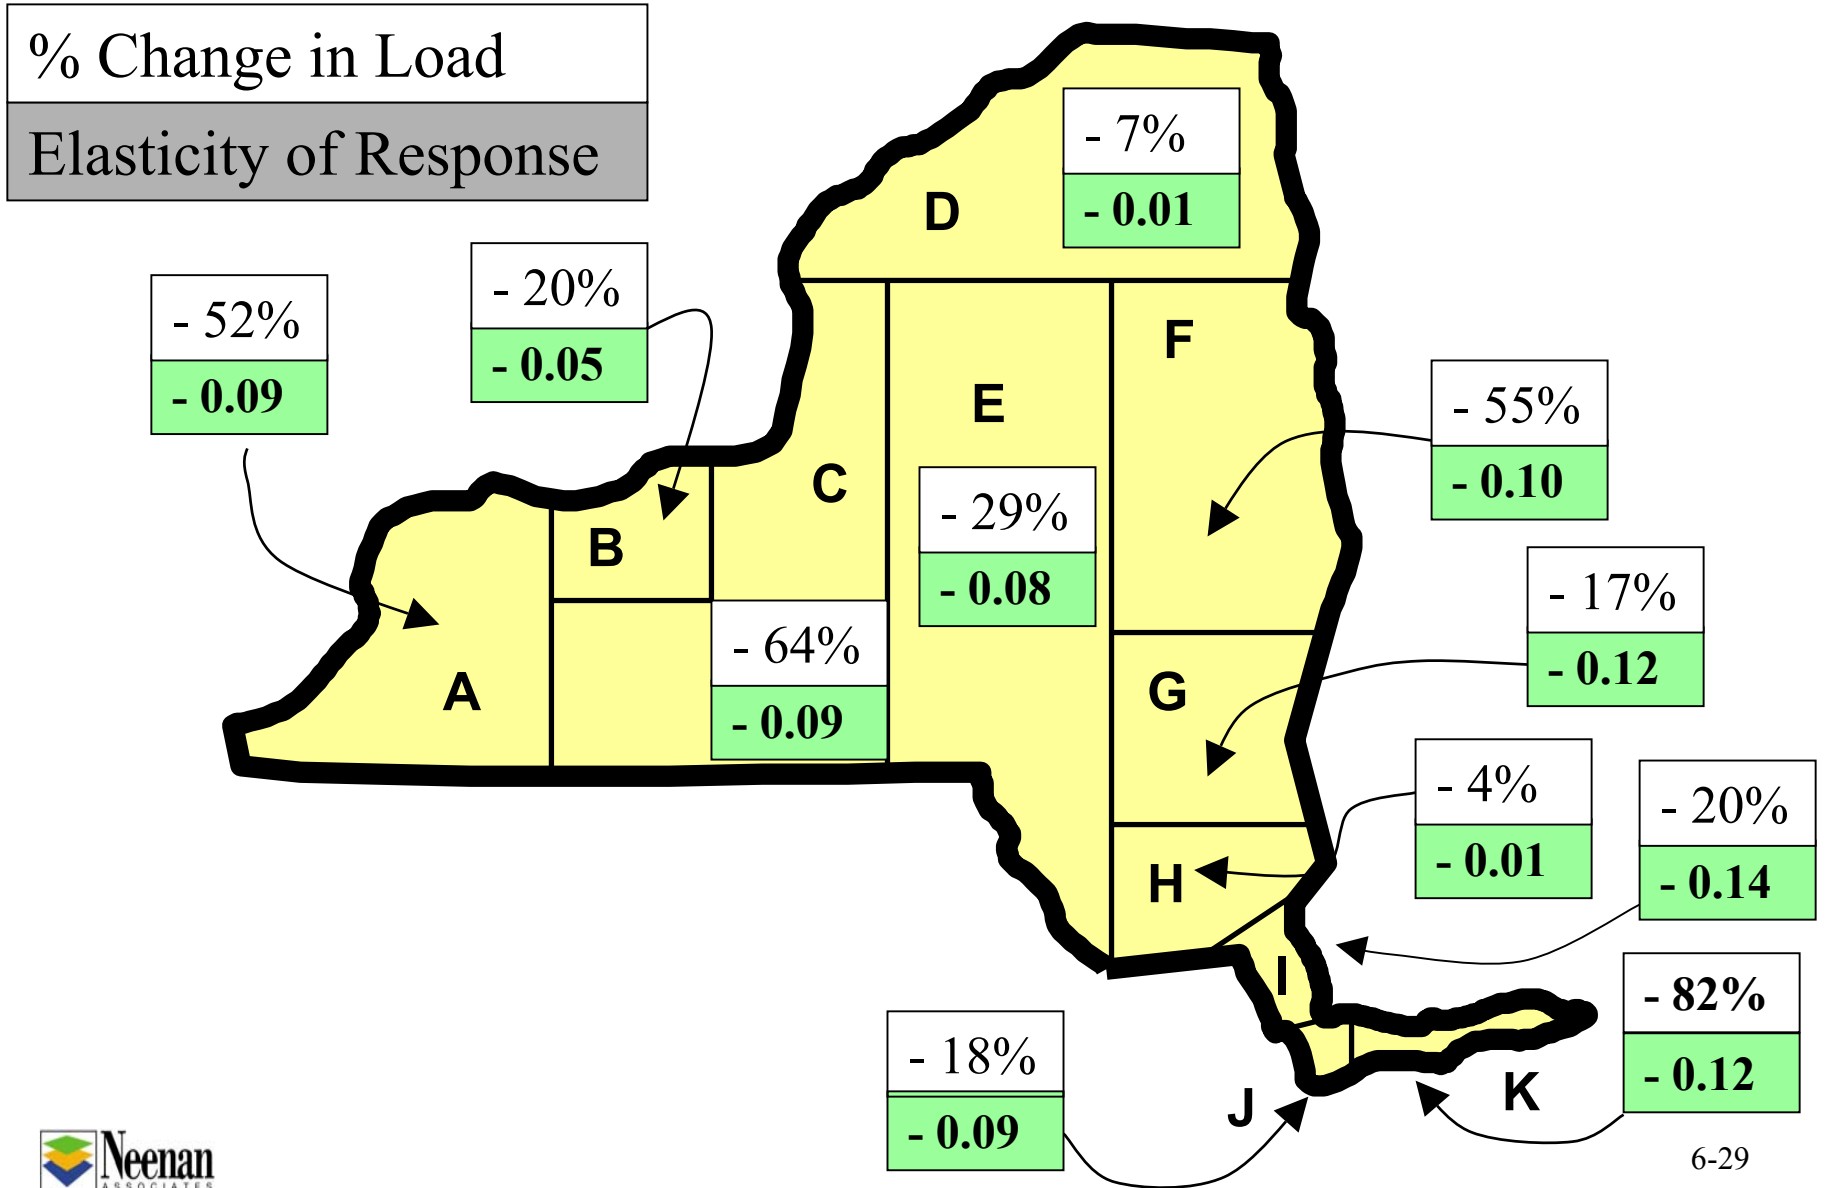 % Change in Load
Elasticity of Response
- 7%
- 0.01
D
- 20%
- 0.05
- 52%
- 0.09
F
E
- 55%
- 0.10
C
- 29%
- 0.08
B
- 17%
- 0.12
- 64%
- 0.09
A
G
- 4%
- 0.01
- 20%
- 0.14
H
I
- 82%
- 0.12
- 18%
- 0.09
J
K
Neenan
ASSOCIATES
6-29